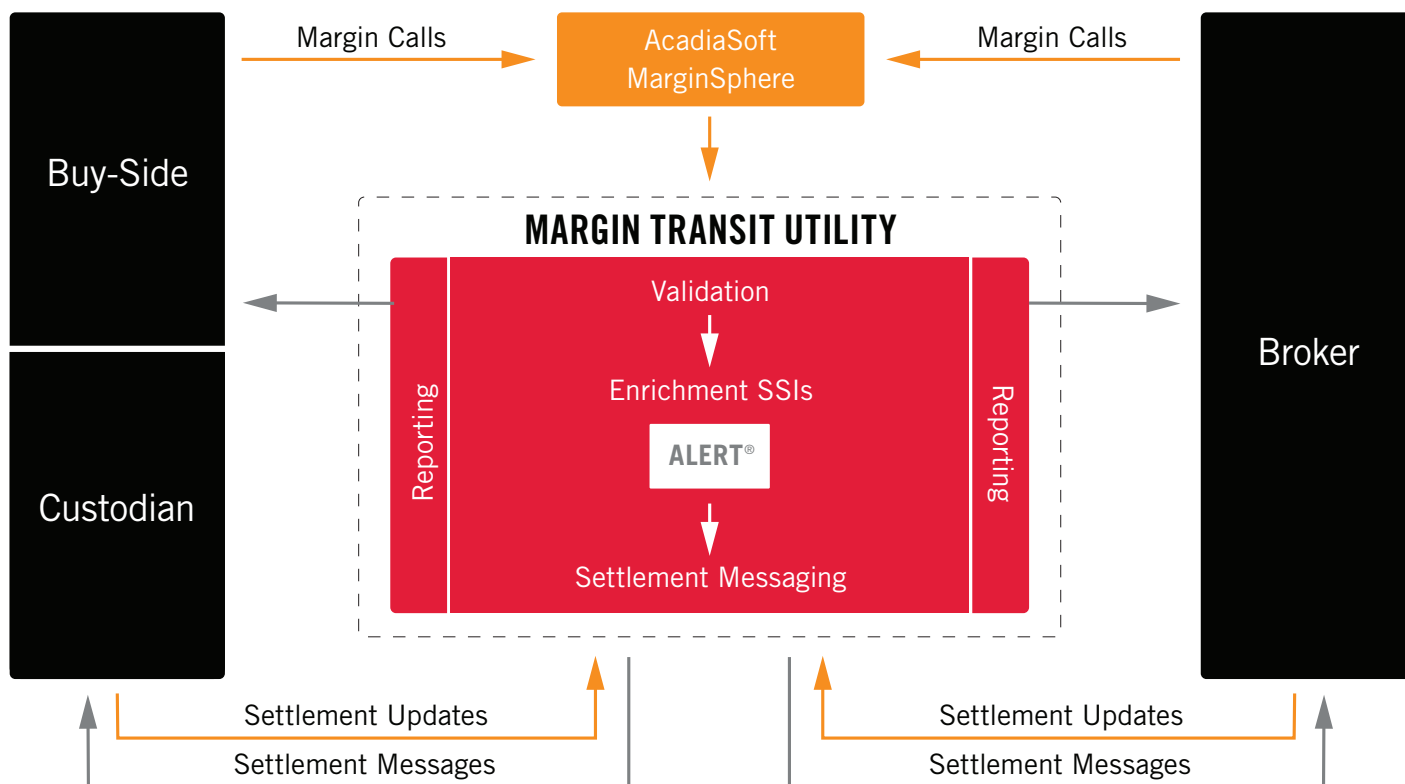 Margin Calls
AcadiaSoft
MarginSphere
Margin Calls
Buy-Side
MARGIN TRANSIT UTILITY
Validation
Broker
Enrichment SSIs
Reporting
Reporting
ALERT®
Custodian
Settlement Messaging
Settlement Updates
Settlement Updates
Settlement Messages
Settlement Messages